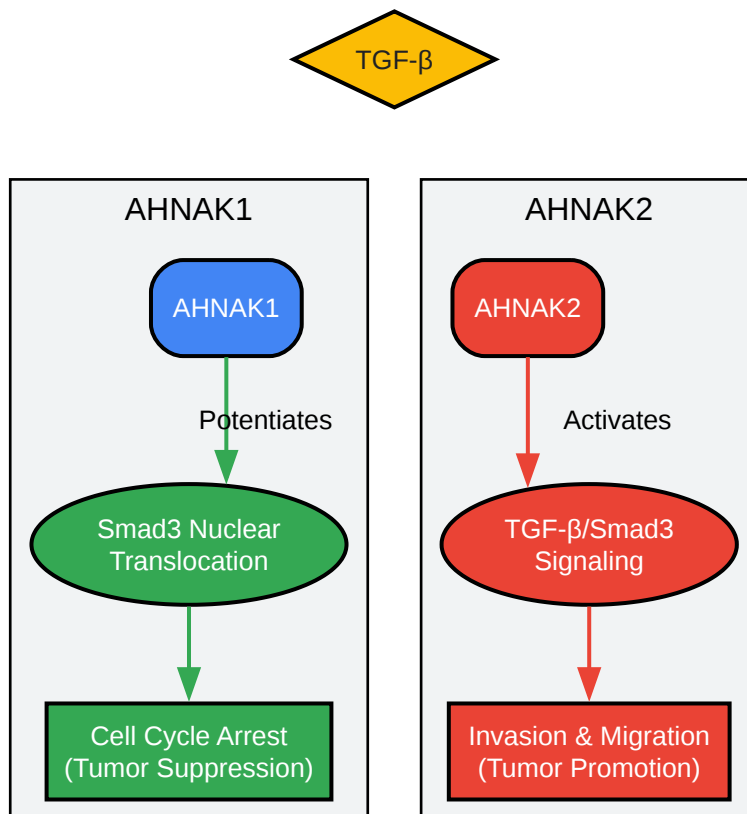 TGF-β
AHNAK1
AHNAK1
Potentiates
Smad3 Nuclear
Translocation
Cell Cycle Arrest
(Tumor Suppression)
AHNAK2
AHNAK2
Activates
TGF-β/Smad3
Signaling
Invasion & Migration
(Tumor Promotion)